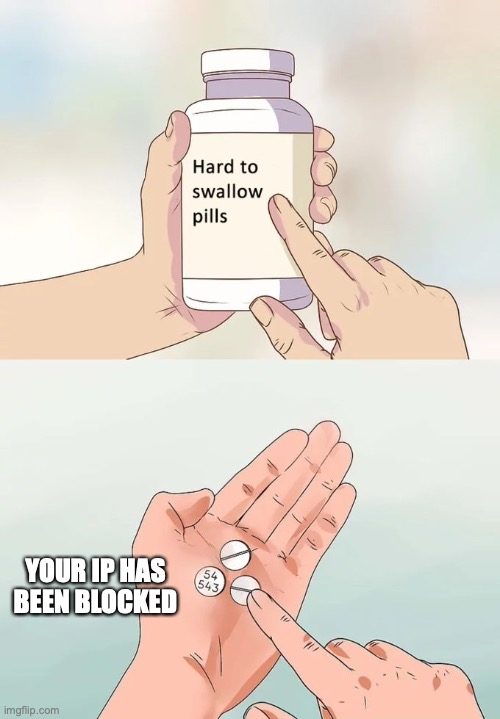 Hard to
swallow
pills
YOUR IP HAS
BEEN BLOCKED
54
543
imgflip.com